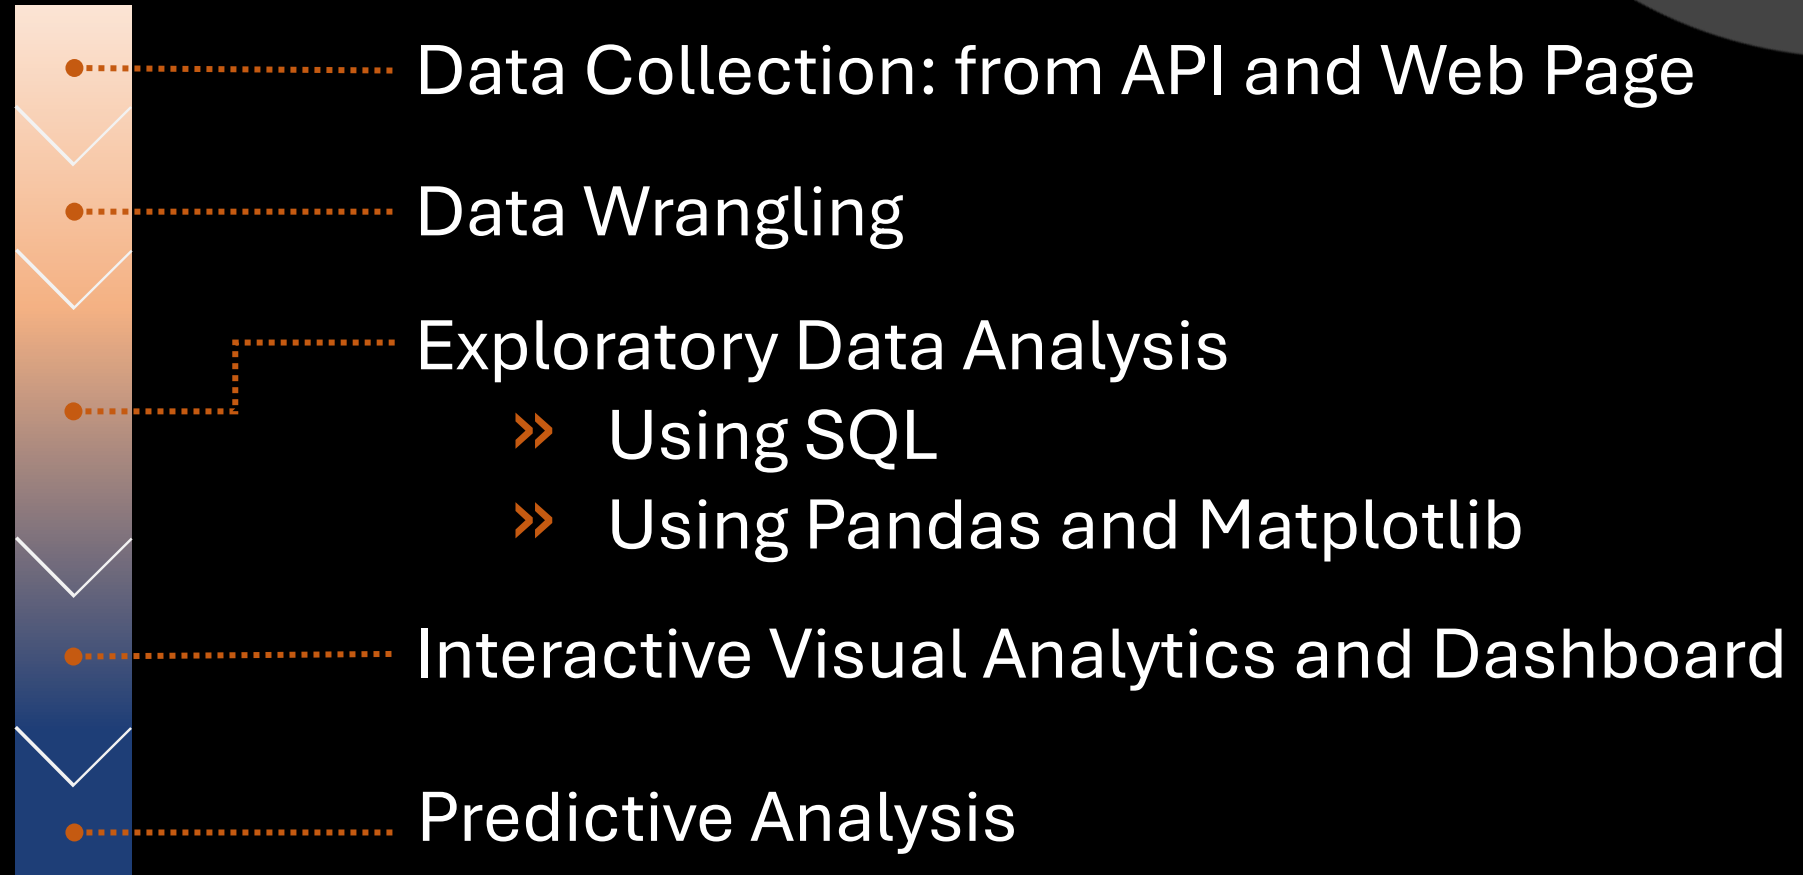 Data Collection: from API and Web Page
Data Wrangling
Exploratory Data Analysis
» Using SQL
» Using Pandas and Matplotlib
Interactive Visual Analytics and Dashboard
Predictive Analysis